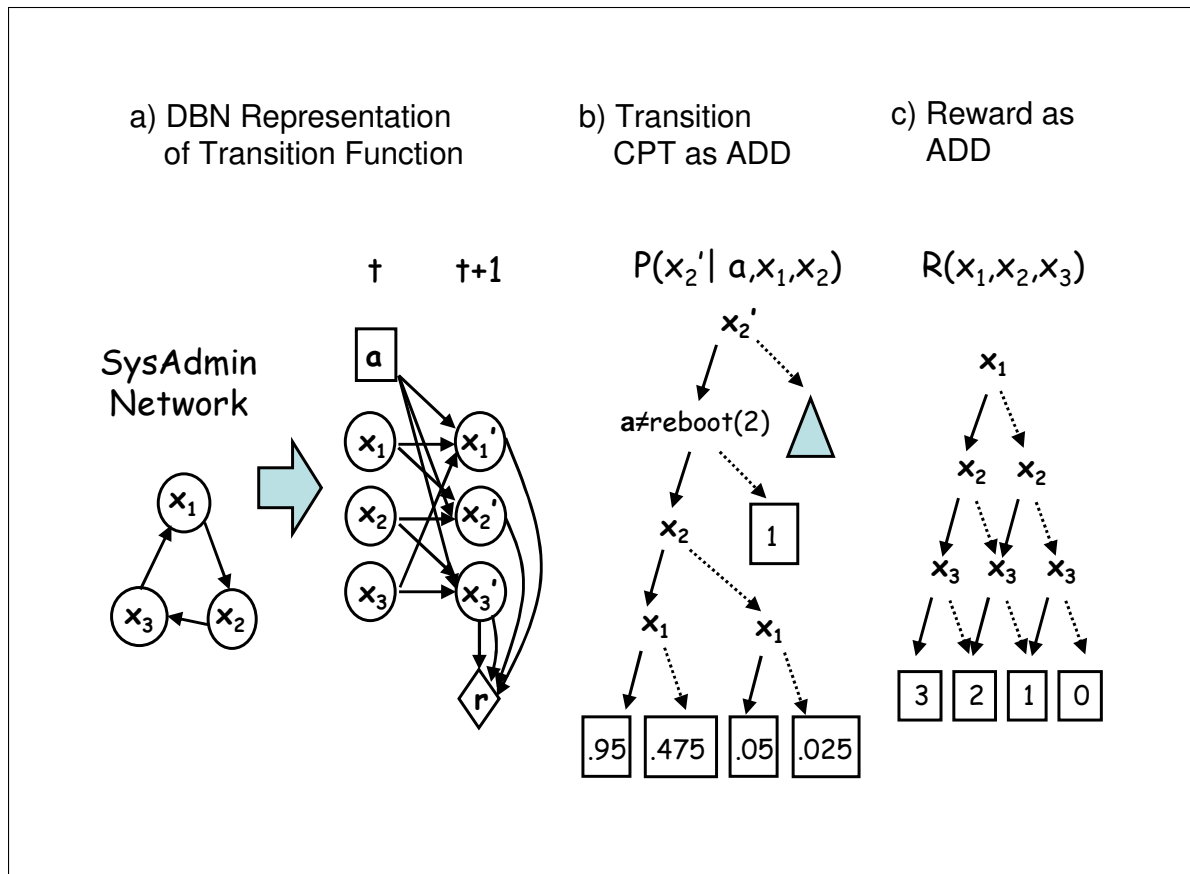 a) DBN Representation
of Transition Function
b) Transition
CPT as ADD
c) Reward as
ADD
t t+1
SysAdmin
Network
x₁
x₃ x₂
a
x₁ x₁'
x₂ x₂'
x₃ x₃'
r
P(x₂'| a,x₁,x₂)
x₂'
a≠reboot(2)
x₂ 1
x₁ x₁
.95 .475 .05 .025
R(x₁,x₂,x₃)
x₁
x₂ x₂
x₃ x₃ x₃
3 2 1 0